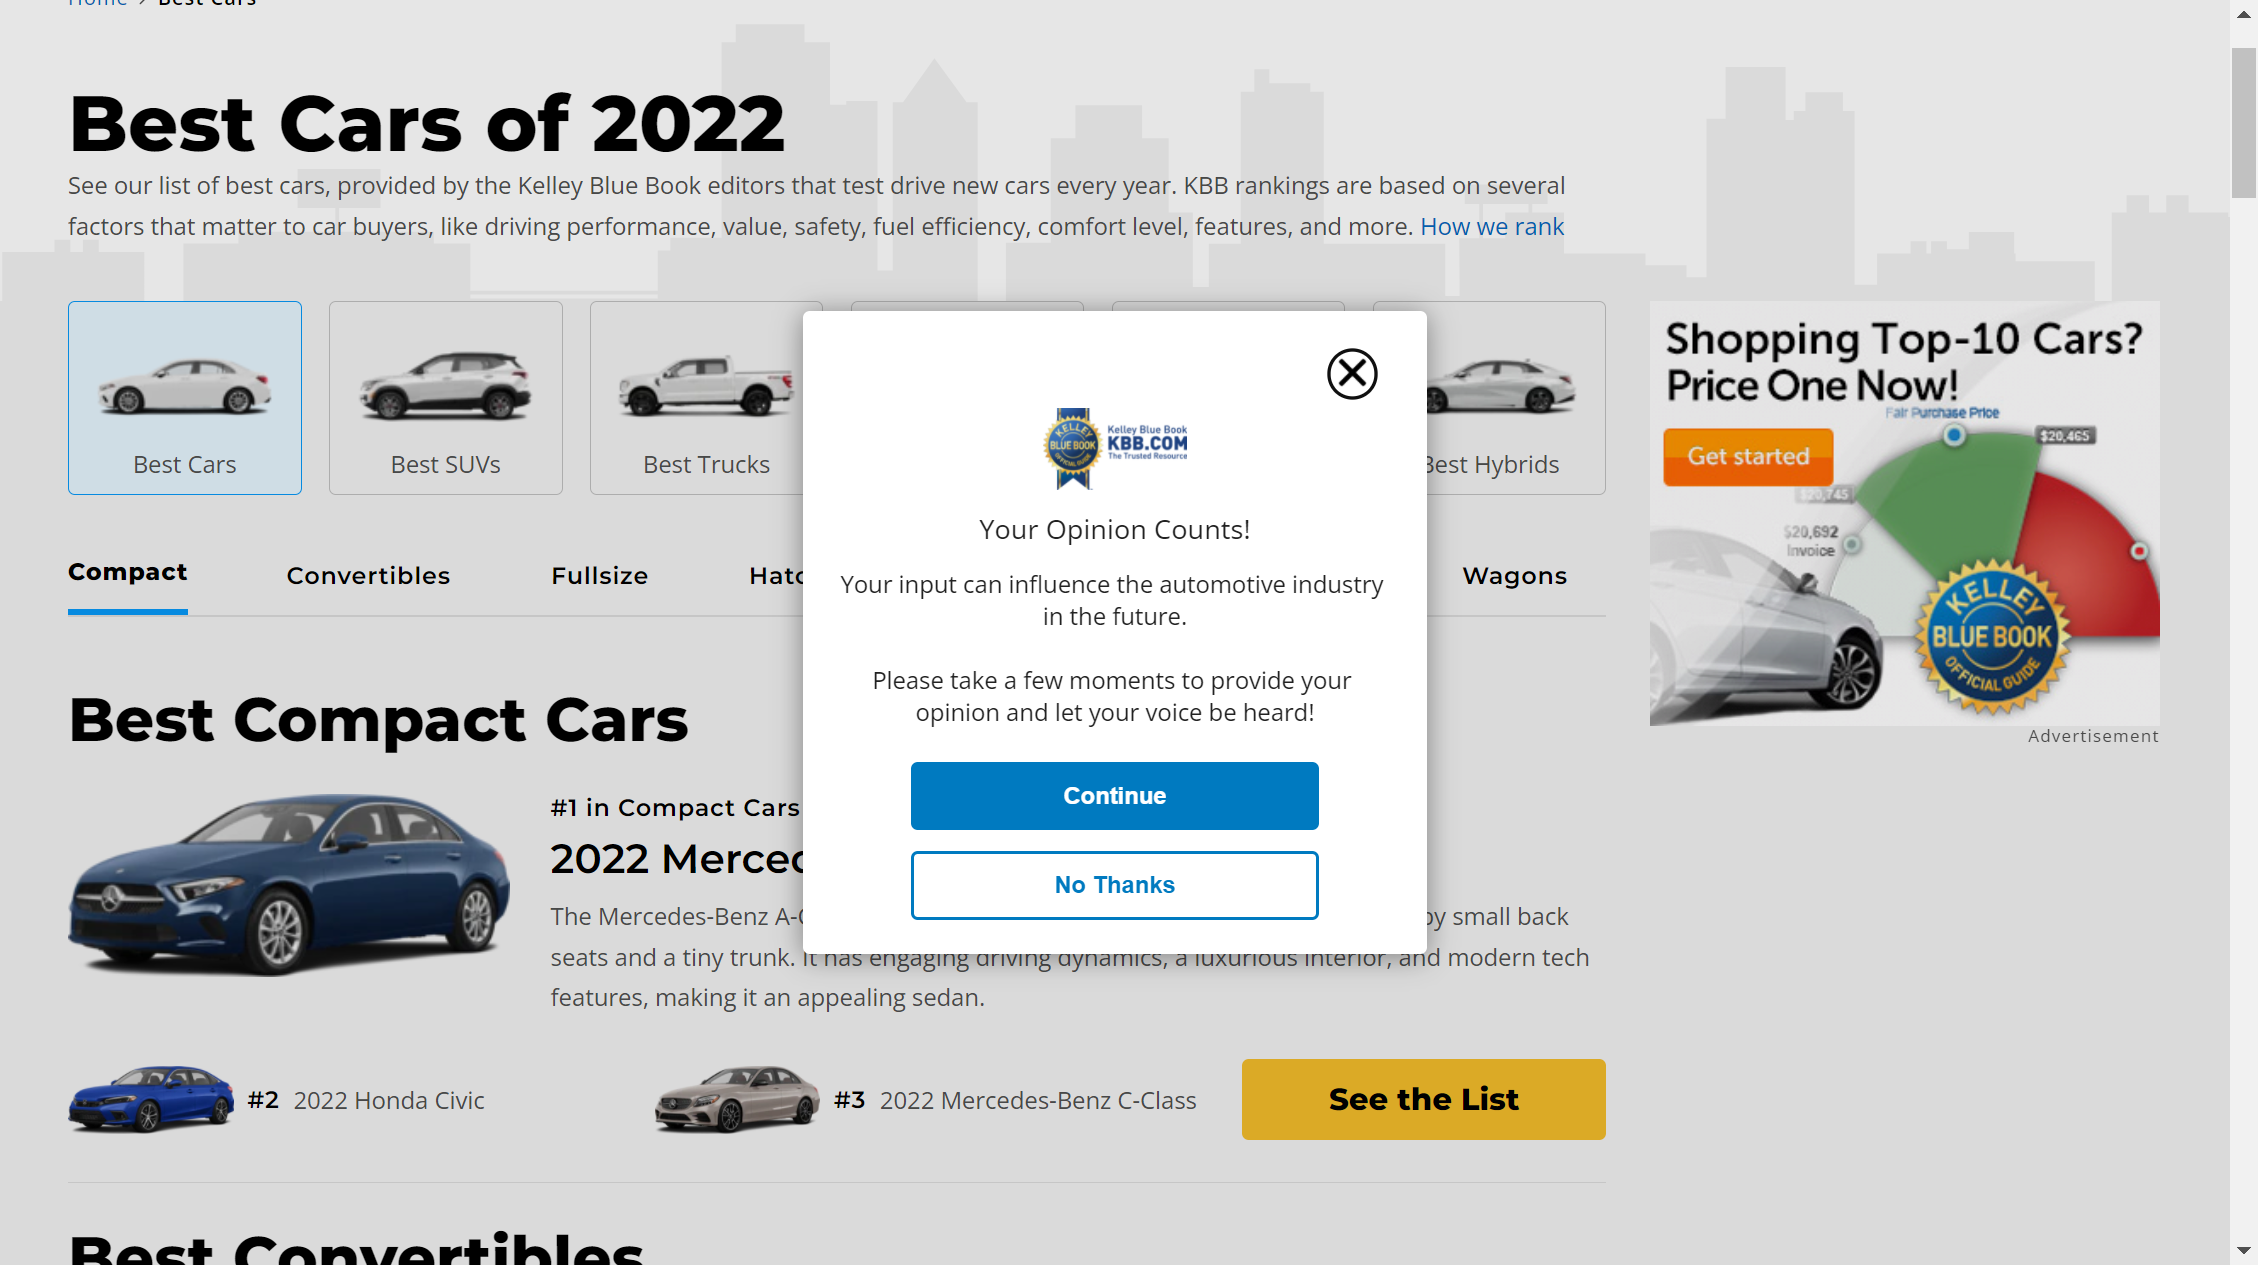 Home > Best Cars
Best Cars of 2022
See our list of best cars, provided by the Kelley Blue Book editors that test drive new cars every year. KBB rankings are based on several
factors that matter to car buyers, like driving performance, value, safety, fuel efficiency, comfort level, features, and more. How we rank
Best Cars
Best SUVs
Best Trucks
Best Hybrids
Compact
Convertibles
Fullsize
Wagons
Best Compact Cars
#1 in Compact Cars
2022
The Mercedes-Benz
by small back
seats and a tiny trunk. It has engaging driving dynamics, a luxurious interior, and modern tech
features, making it an appealing sedan.
#2 2022 Honda Civic
#3 2022 Mercedes-Benz C-Class
See the List
Best Convertibles
KELLEY
BLUE BOOK
OFFICIAL GUIDE
Kelley Blue Book
KBB.COM
The Trusted Resource
Your Opinion Counts!
Your input can influence the automotive industry
in the future.
Please take a few moments to provide your
opinion and let your voice be heard!
Continue
No Thanks
Shopping Top-10 Cars?
Price One Now!
Fair Purchase Price
$20,465
Get started
$20,745
$20,692
Invoice
KELLEY
BLUE BOOK
OFFICIAL GUIDE
Advertisement